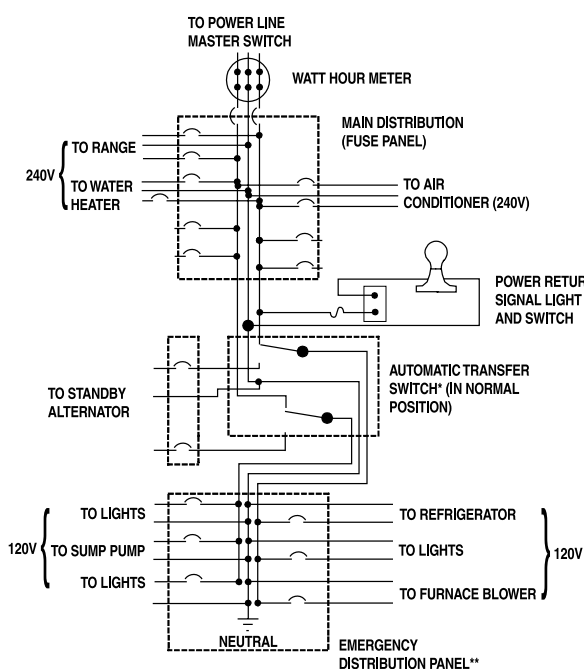 TO POWER LINE
MASTER SWITCH
WATT HOUR METER
MAIN DISTRIBUTION
(FUSE PANEL)
TO RANGE
240V
TO WATER
HEATER
TO AIR
CONDITIONER (240V)
POWER RETUR
SIGNAL LIGHT
AND SWITCH
AUTOMATIC TRANSFER
SWITCH* (IN NORMAL
POSITION)
TO STANDBY
ALTERNATOR
TO LIGHTS
120V
TO SUMP PUMP
TO LIGHTS
TO REFRIGERATOR
TO LIGHTS
120V
TO FURNACE BLOWER
NEUTRAL
EMERGENCY
DISTRIBUTION PANEL**